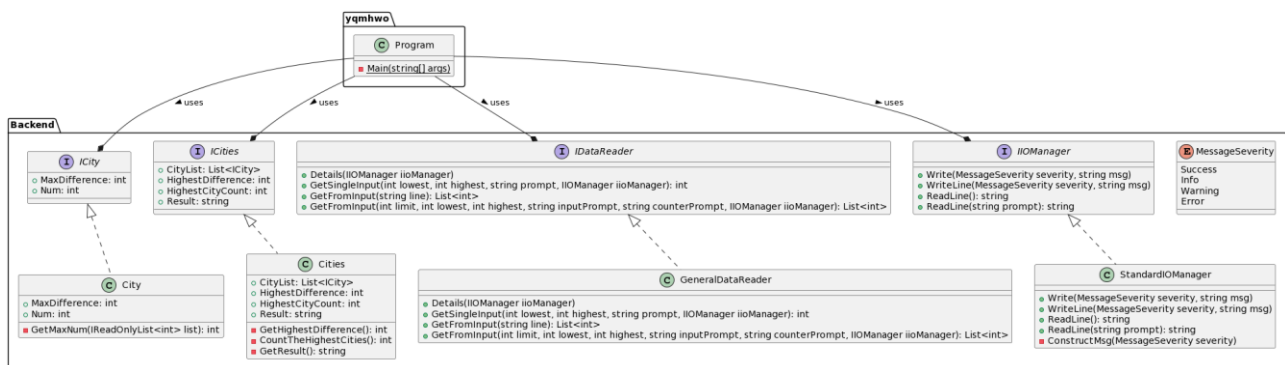 yqmhwo
C Program
Main(string[] args)
uses
uses
uses
uses
Backend
I ICity
MaxDifference: int
Num: int
I ICities
CityList: List<ICity>
HighestDifference: int
HighestCityCount: int
Result: string
I IDataReader
Details(IIOManager iioManager)
GetSingleInput(int lowest, int highest, string prompt, IIOManager iioManager): int
GetFromInput(string line): List<int>
GetFromInput(int limit, int lowest, int highest, string inputPrompt, string counterPrompt, IIOManager iioManager): List<int>
I IIOManager
Write(MessageSeverity severity, string msg)
WriteLine(MessageSeverity severity, string msg)
ReadLine(): string
ReadLine(string prompt): string
E MessageSeverity
Success
Info
Warning
Error
C City
MaxDifference: int
Num: int
GetMaxNum(IReadOnlyList<int> list): int
C Cities
CityList: List<ICity>
HighestDifference: int
HighestCityCount: int
Result: string
GetHighestDifference(): int
CountTheHighestCities(): int
GetResult(): string
C GeneralDataReader
Details(IIOManager iioManager)
GetSingleInput(int lowest, int highest, string prompt, IIOManager iioManager): int
GetFromInput(string line): List<int>
GetFromInput(int limit, int lowest, int highest, string inputPrompt, string counterPrompt, IIOManager iioManager): List<int>
C StandardIOManager
Write(MessageSeverity severity, string msg)
WriteLine(MessageSeverity severity, string msg)
ReadLine(): string
ReadLine(string prompt): string
ConstructMsg(MessageSeverity severity)